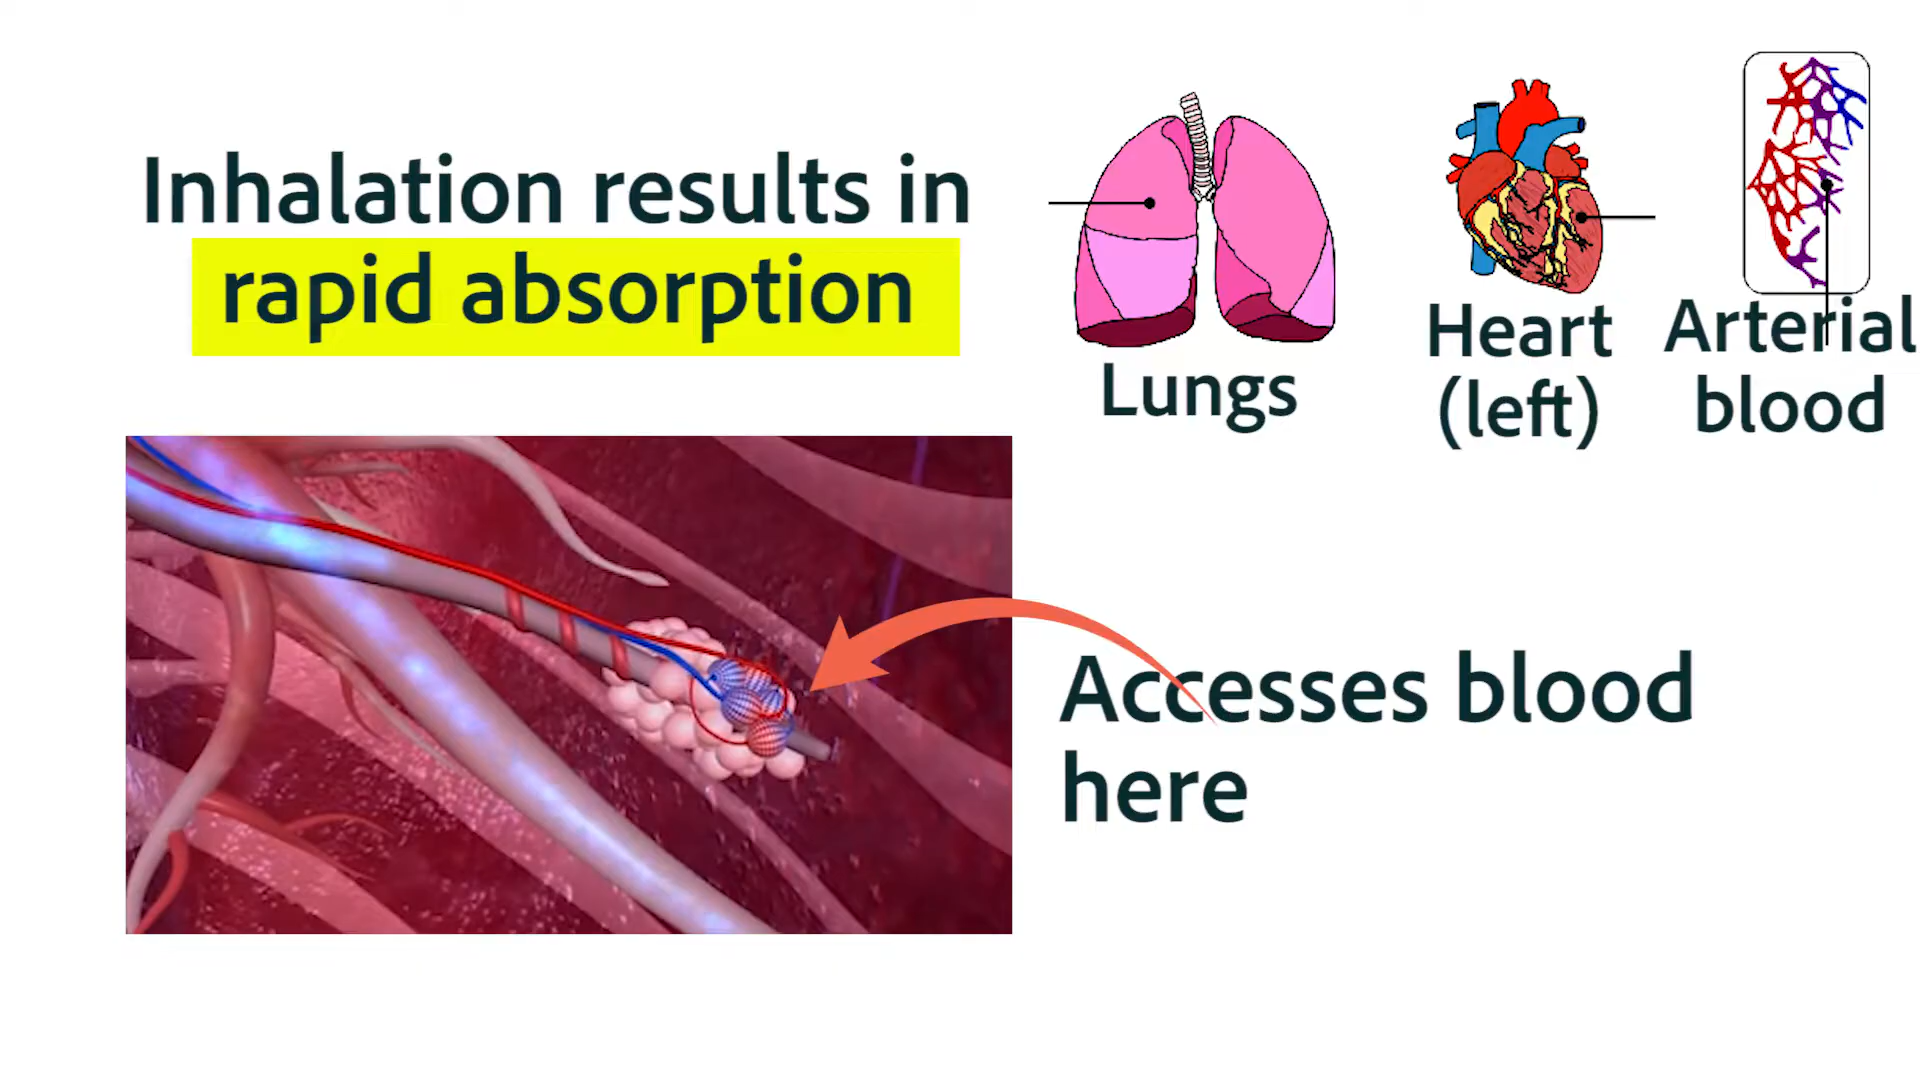 Inhalation results in
rapid absorption
Lungs
Heart
(left)
Arterial
blood
Accesses blood
here